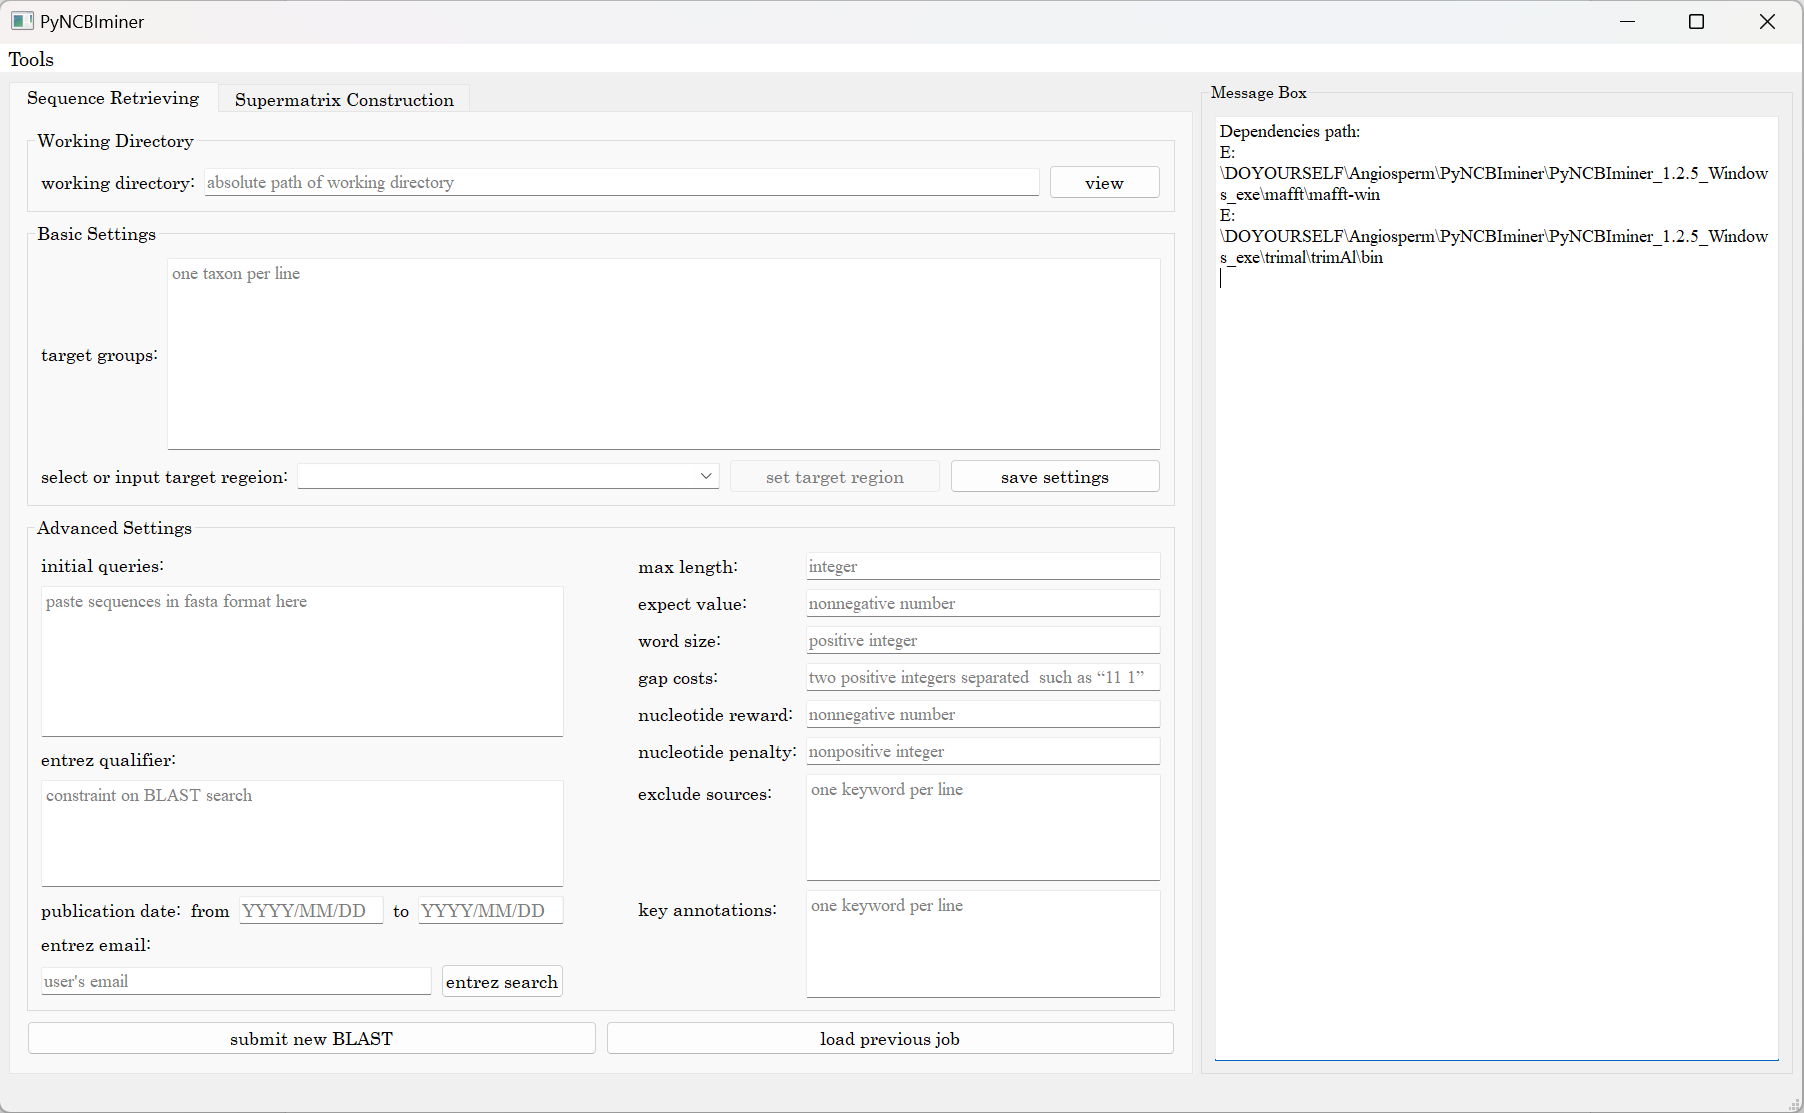 PyNCBIminer
Tools
Sequence Retrieving
Supermatrix Construction
Working Directory
working directory: absolute path of working directory
view
Basic Settings
target groups: one taxon per line
select or input target regeion:
set target region
save settings
Advanced Settings
initial queries:
paste sequences in fasta format here
entrez qualifier:
constraint on BLAST search
publication date: from YYYY/MM/DD to YYYY/MM/DD
entrez email:
user's email
entrez search
max length: integer
expect value: nonnegative number
word size: positive integer
gap costs: two positive integers separated  such as “11 1”
nucleotide reward: nonnegative number
nucleotide penalty: nonpositive integer
exclude sources: one keyword per line
key annotations: one keyword per line
submit new BLAST
load previous job
Message Box
Dependencies path:
E:
\DOYOURSELF\Angiosperm\PyNCBIminer\PyNCBIminer_1.2.5_Window
s_exe\mafft\mafft-win
E:
\DOYOURSELF\Angiosperm\PyNCBIminer\PyNCBIminer_1.2.5_Window
s_exe\trimal\trimAl\bin